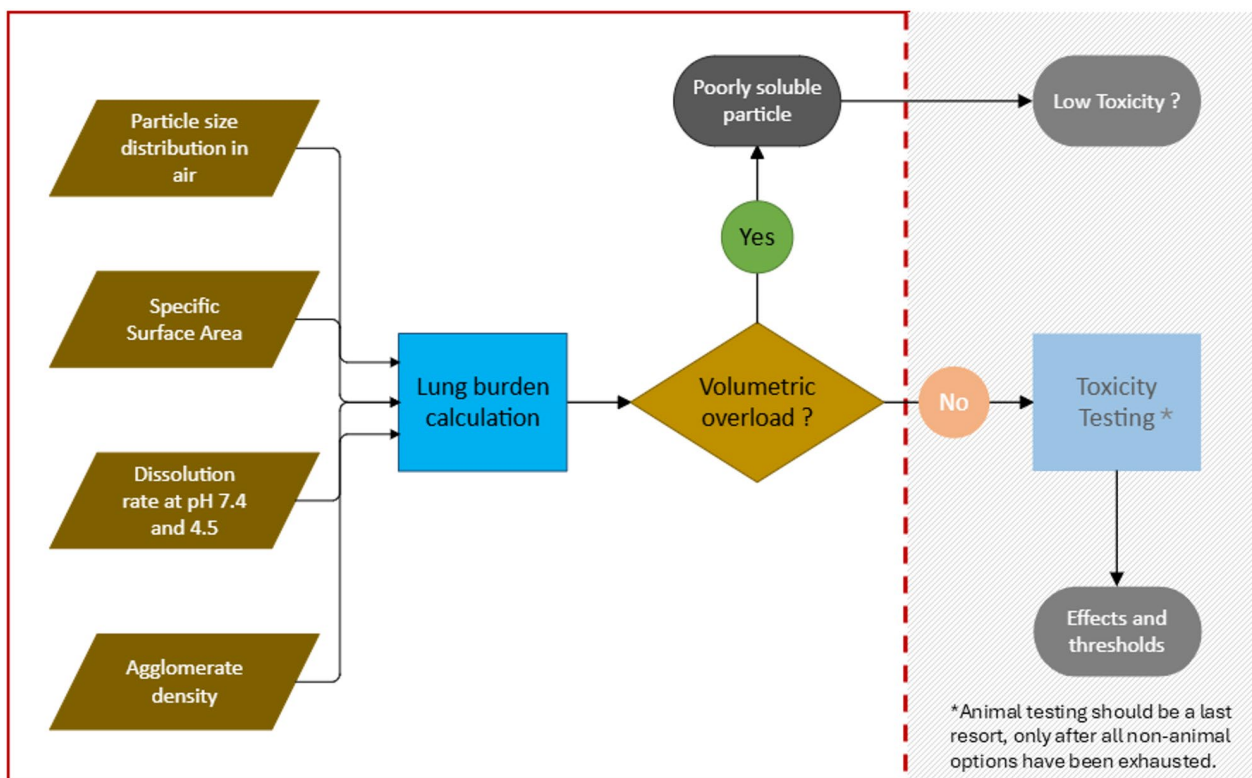 Particle size
distribution in
air
Specific
Surface Area
Dissolution
rate at pH 7.4
and 4.5
Agglomerate
density
Lung burden
calculation
Volumetric
overload ?
Yes
Poorly soluble
particle
Low Toxicity ?
No
Toxicity
Testing *
Effects and
thresholds
*Animal testing should be a last
resort, only after all non-animal
options have been exhausted.